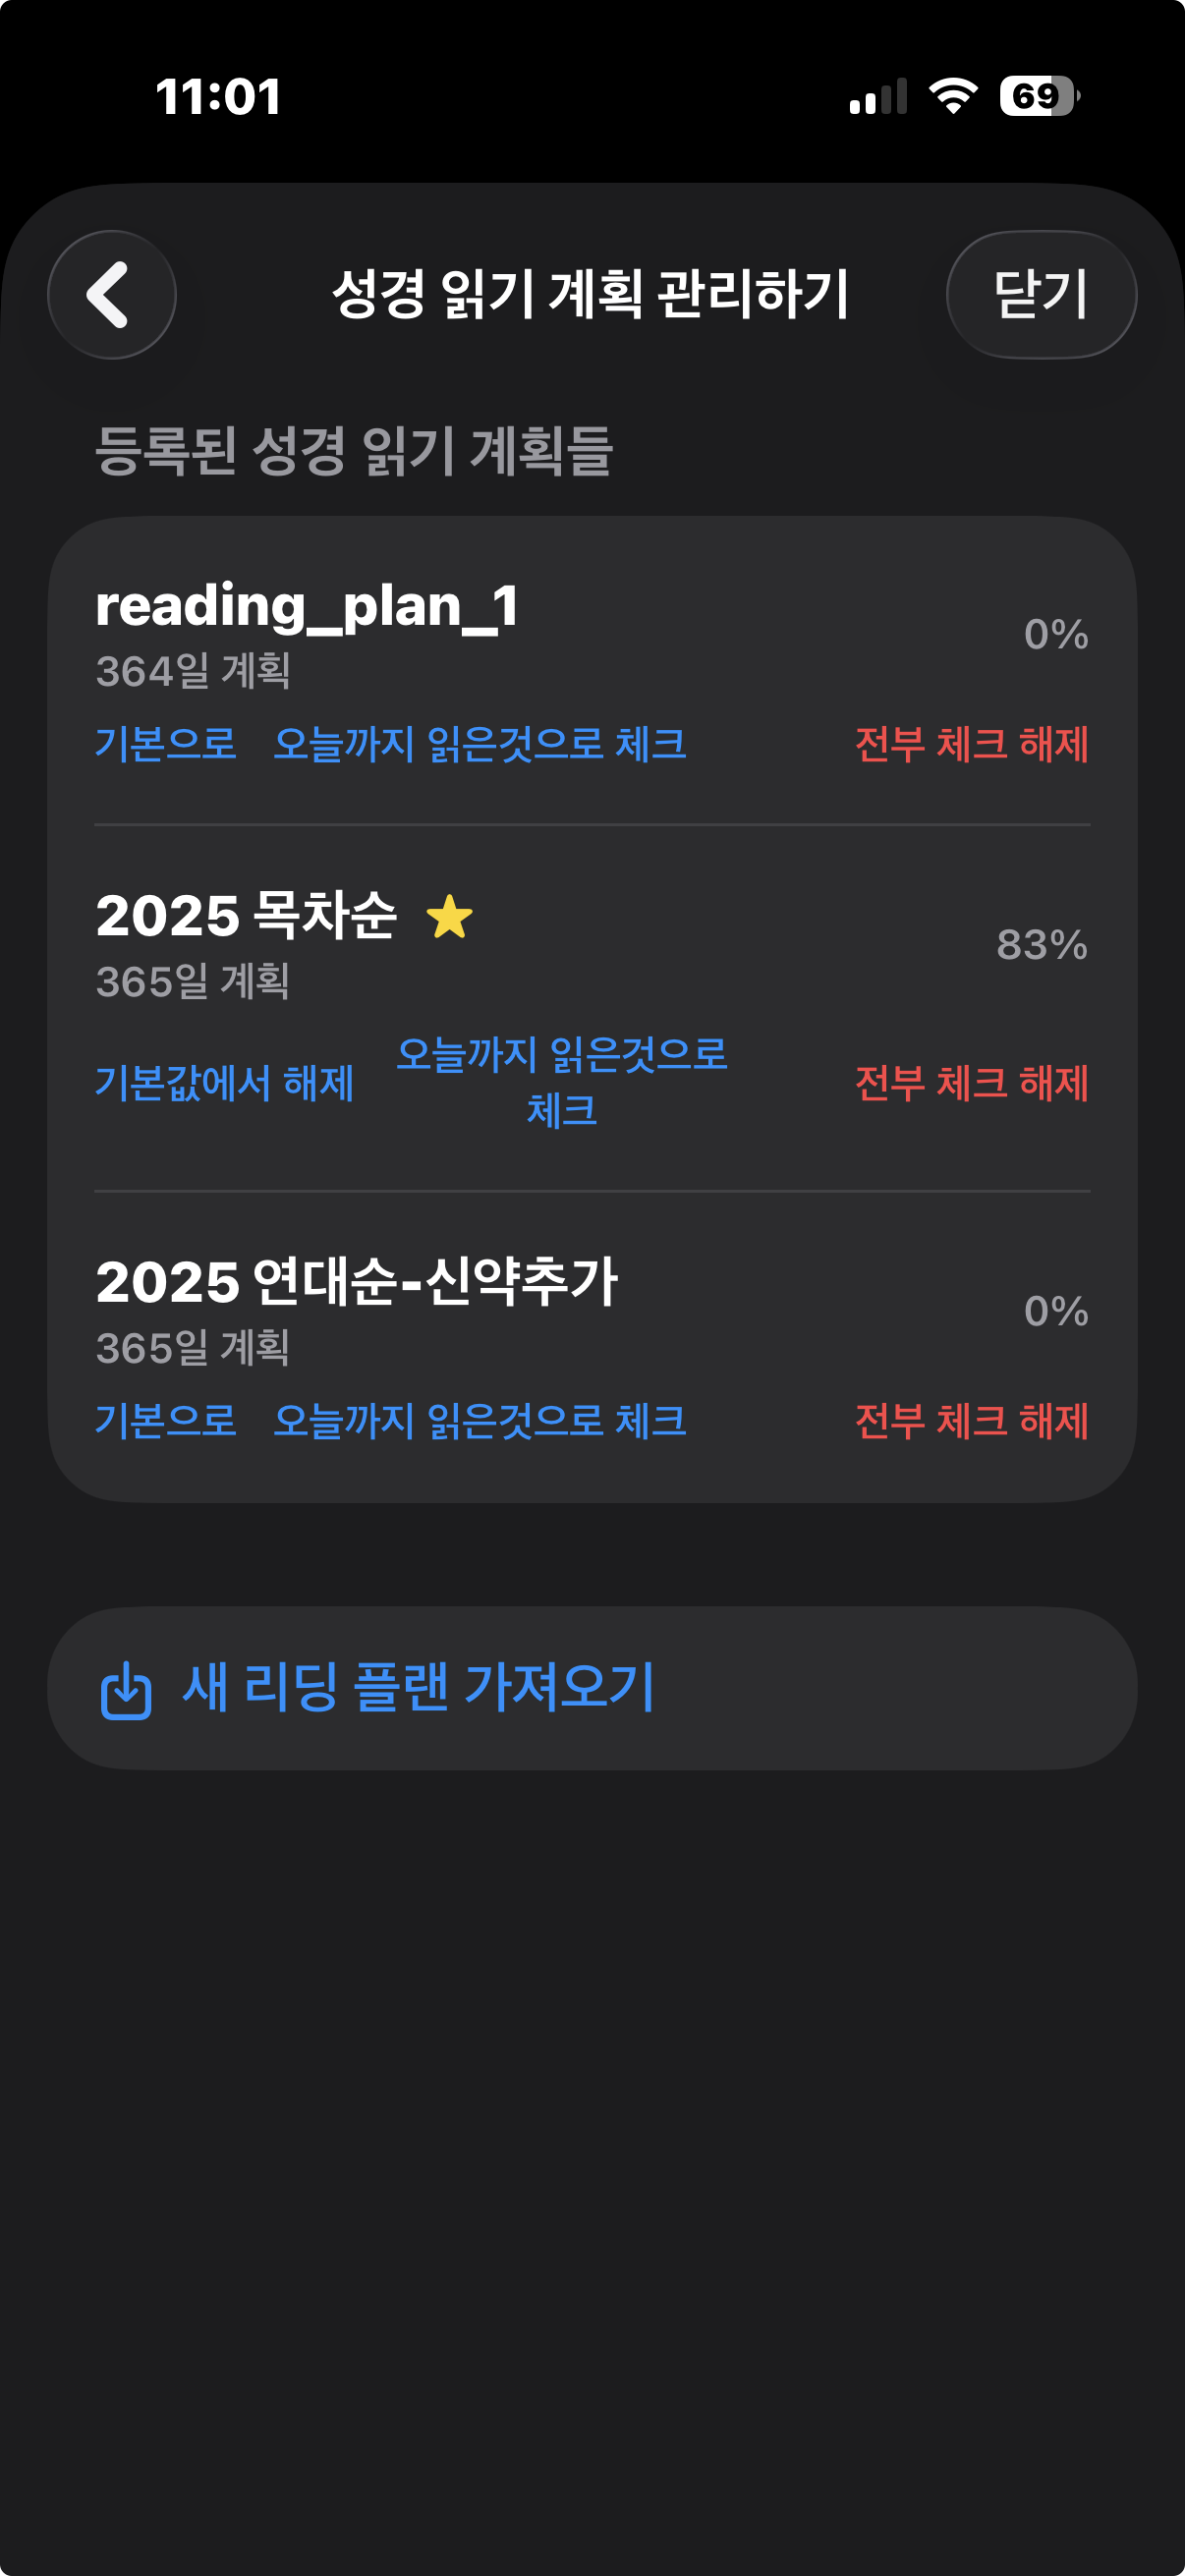 11:01
69
성경 읽기 계획 관리하기
닫기
등록된 성경 읽기 계획들
reading_plan_1
0%
364일 계획
기본으로 오늘까지 읽은것으로 체크 전부 체크 해제
2025 목차순
83%
365일 계획
기본값에서 해제
오늘까지 읽은것으로
체크
전부 체크 해제
2025 연대순-신약추가
0%
365일 계획
기본으로 오늘까지 읽은것으로 체크 전부 체크 해제
새 리딩 플랜 가져오기